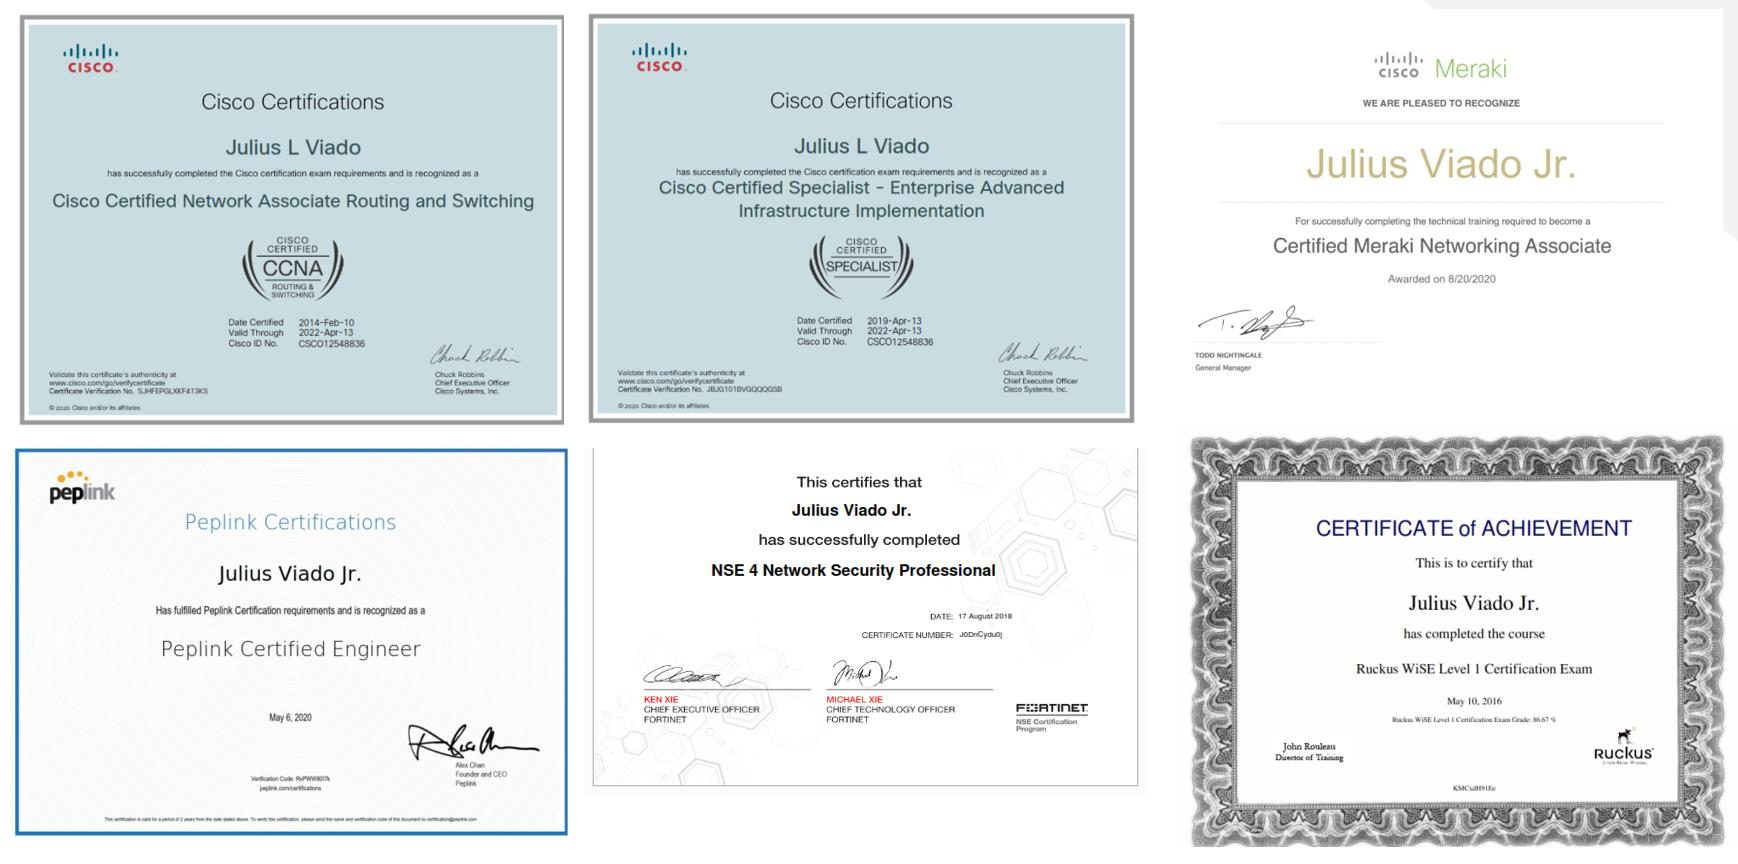 CISCO
Cisco Certifications
Julius L Viado
has successfully completed the Cisco certification exam requirements and is recognized as a
Cisco Certified Network Associate Routing and Switching
CISCO
CERTIFIED
CCNA
ROUTING &
SWITCHING
Date Certified 2014-Feb-10
Valid Through 2022-Apr-13
Cisco ID No. CSCO12548836
Chuck Robbins
Chuck Robbins
Chief Executive Officer
Cisco Systems, Inc.
Validate this certificate's authenticity at
www.cisco.com/go/verifycertificate
Certificate Verification No. SJHFEPGLXKF413KS
© 2020 Cisco and/or its affiliates
CISCO
Cisco Certifications
Julius L Viado
has successfully completed the Cisco certification exam requirements and is recognized as a
Cisco Certified Specialist - Enterprise Advanced
Infrastructure Implementation
CISCO
CERTIFIED
SPECIALIST
Date Certified 2019-Apr-13
Valid Through 2022-Apr-13
Cisco ID No. CSCO12548836
Chuck Robbins
Chuck Robbins
Chief Executive Officer
Cisco Systems, Inc.
Validate this certificate's authenticity at
www.cisco.com/go/verifycertificate
Certificate Verification No. JBJG101BVGQQQGSB
© 2020 Cisco and/or its affiliates
CISCO Meraki
WE ARE PLEASED TO RECOGNIZE
Julius Viado Jr.
For successfully completing the technical training required to become a
Certified Meraki Networking Associate
Awarded on 8/20/2020
TODD NIGHTINGALE
General Manager
peplink
Peplink Certifications
Julius Viado Jr.
Has fulfilled Peplink Certification requirements and is recognized as a
Peplink Certified Engineer
May 6, 2020
Alex Chan
Founder and CEO
Peplink
Verification Code:
peplink.com/certifications
This certification is valid for a period of 2 years from the date stated above. To verify this certification, please send the name and verification code of this document to certification@peplink.com
This certifies that
Julius Viado Jr.
has successfully completed
NSE 4 Network Security Professional
DATE: 17 August 2018
CERTIFICATE NUMBER: J0DnCydu0j
KEN XIE
CHIEF EXECUTIVE OFFICER
FORTINET
MICHAEL XIE
CHIEF TECHNOLOGY OFFICER
FORTINET
FORTINET
NSE Certification
Program
CERTIFICATE of ACHIEVEMENT
This is to certify that
Julius Viado Jr.
has completed the course
Ruckus WiSE Level 1 Certification Exam
May 10, 2016
Ruckus WiSE Level 1 Certification Exam Grade: 86.67 %
John Rouleau
Director of Training
Ruckus
Simply Better Wireless.